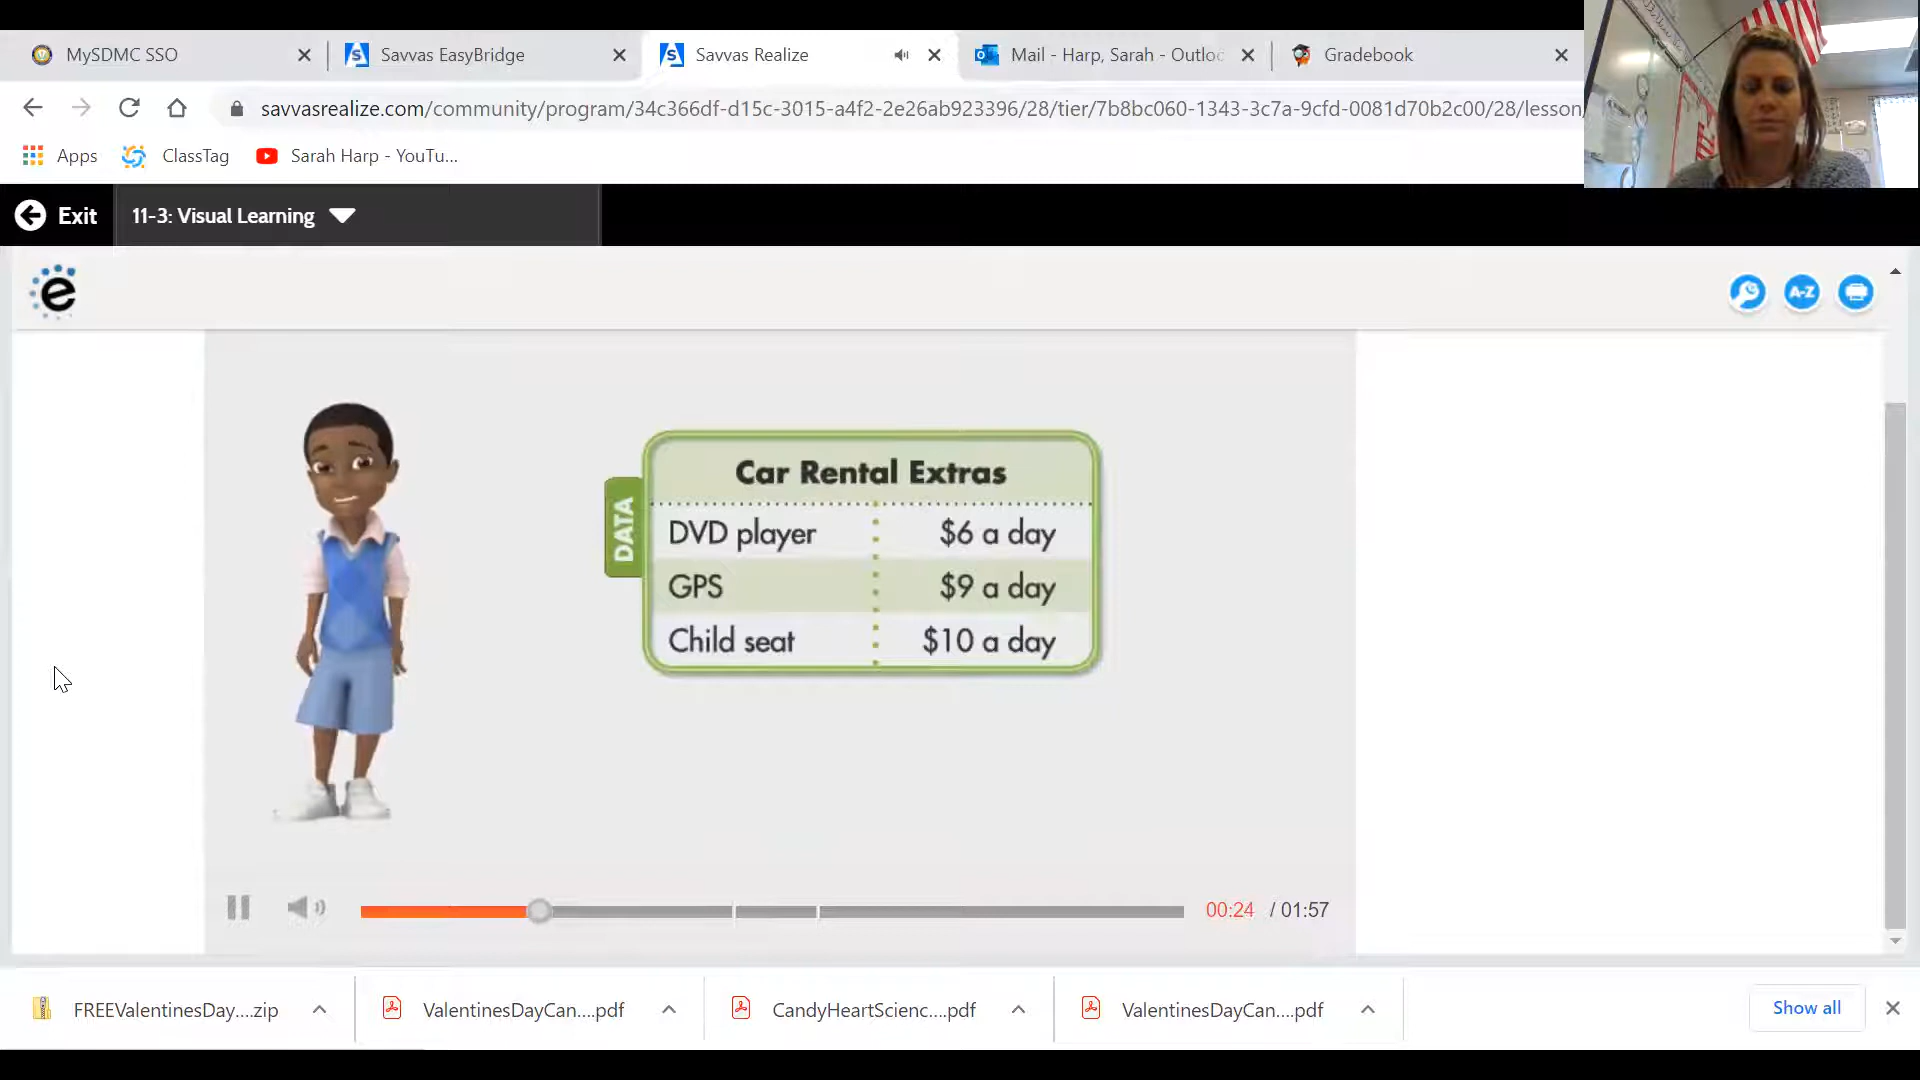 MySDMC SSO
Savvas EasyBridge
Savvas Realize
Mail - Harp, Sarah - Outloc
Gradebook
savvasrealize.com/community/program/34c366df-d15c-3015-a4f2-2e26ab923396/28/tier/7b8bc060-1343-3c7a-9cfd-0081d70b2c00/28/lesson/
Apps
ClassTag
Sarah Harp - YouTu...
Exit
11-3: Visual Learning
e
A-Z
DATA
Car Rental Extras
DVD player $6 a day
GPS $9 a day
Child seat $10 a day
00:24 / 01:57
FREEValentinesDay....zip
ValentinesDayCan....pdf
CandyHeartScienc....pdf
ValentinesDayCan....pdf
Show all